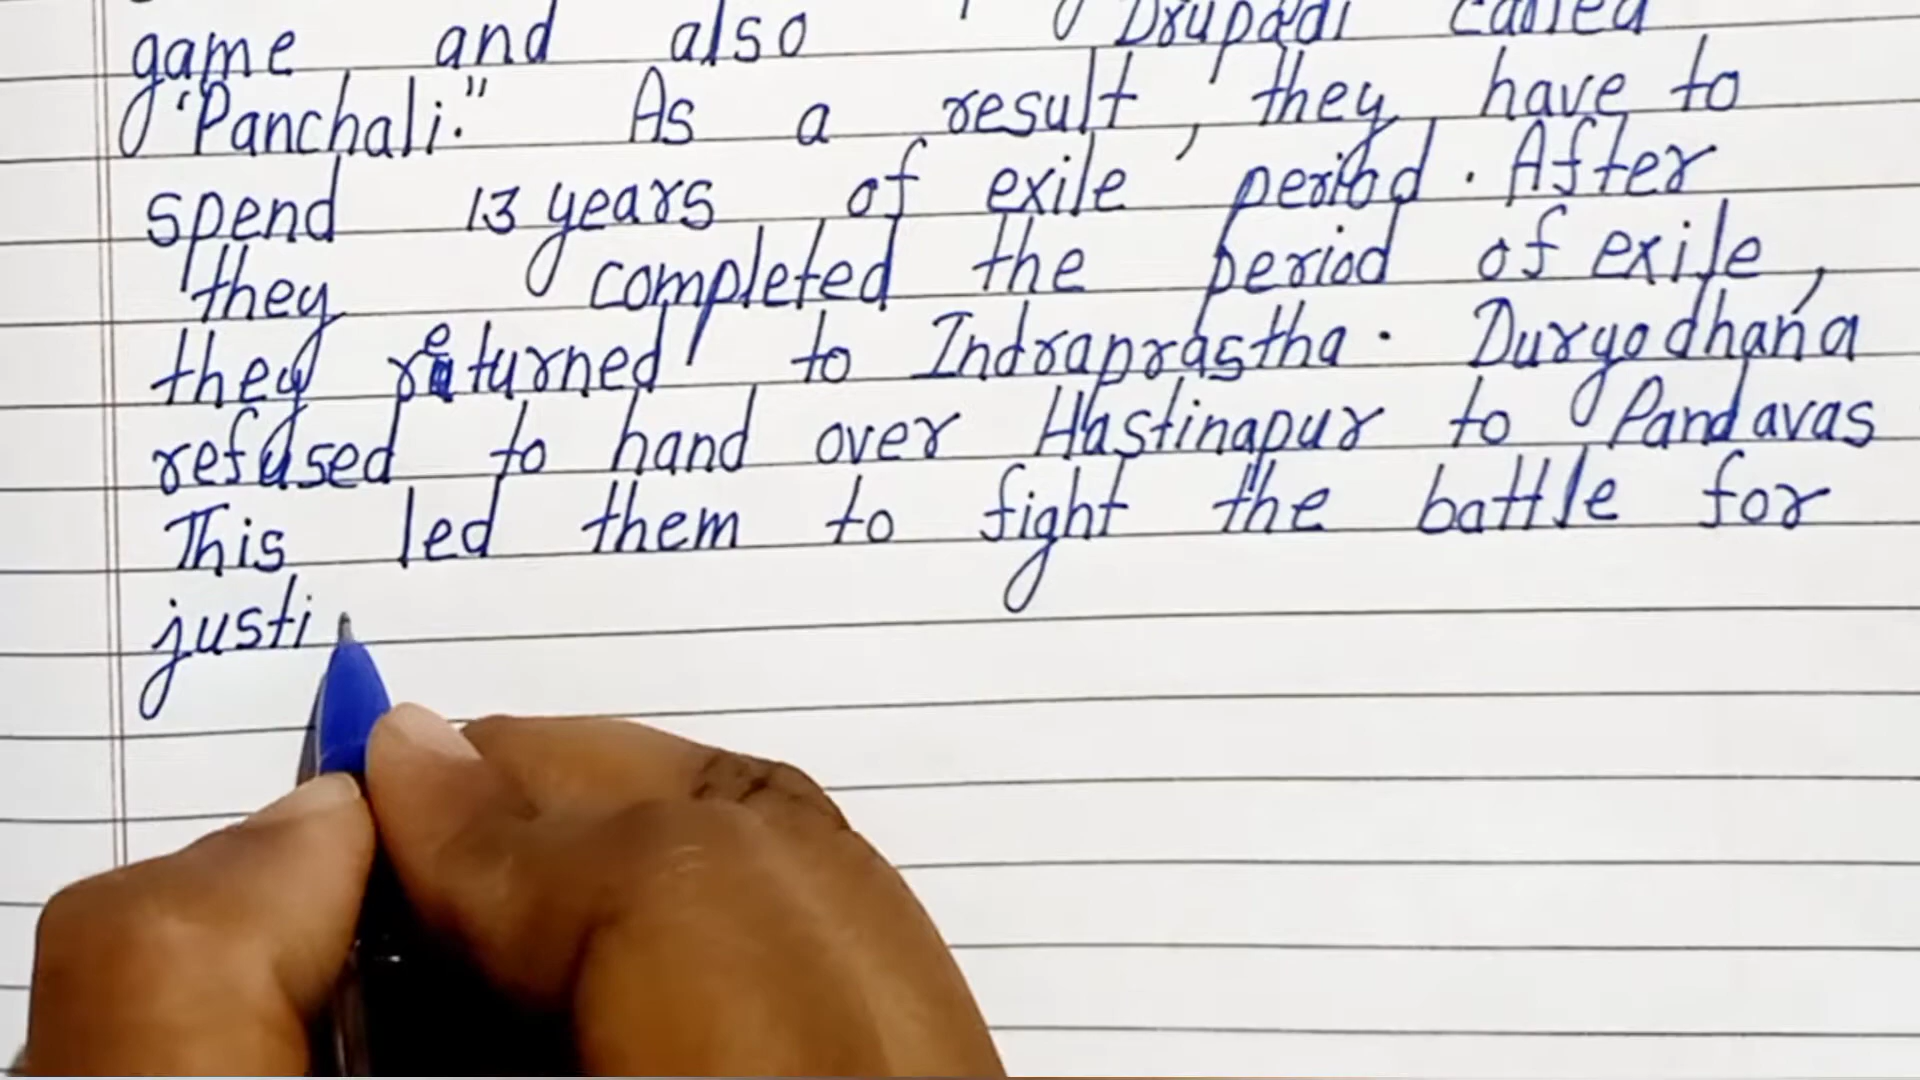 game and also Drupadi called
"Panchali." As a result, they have to
spend 13 years of exile period. After
they completed the period of exile,
they returned to Indraprastha. Duryodhana
refused to hand over Hastinapur to Pandavas
This led them to fight the battle for
justi